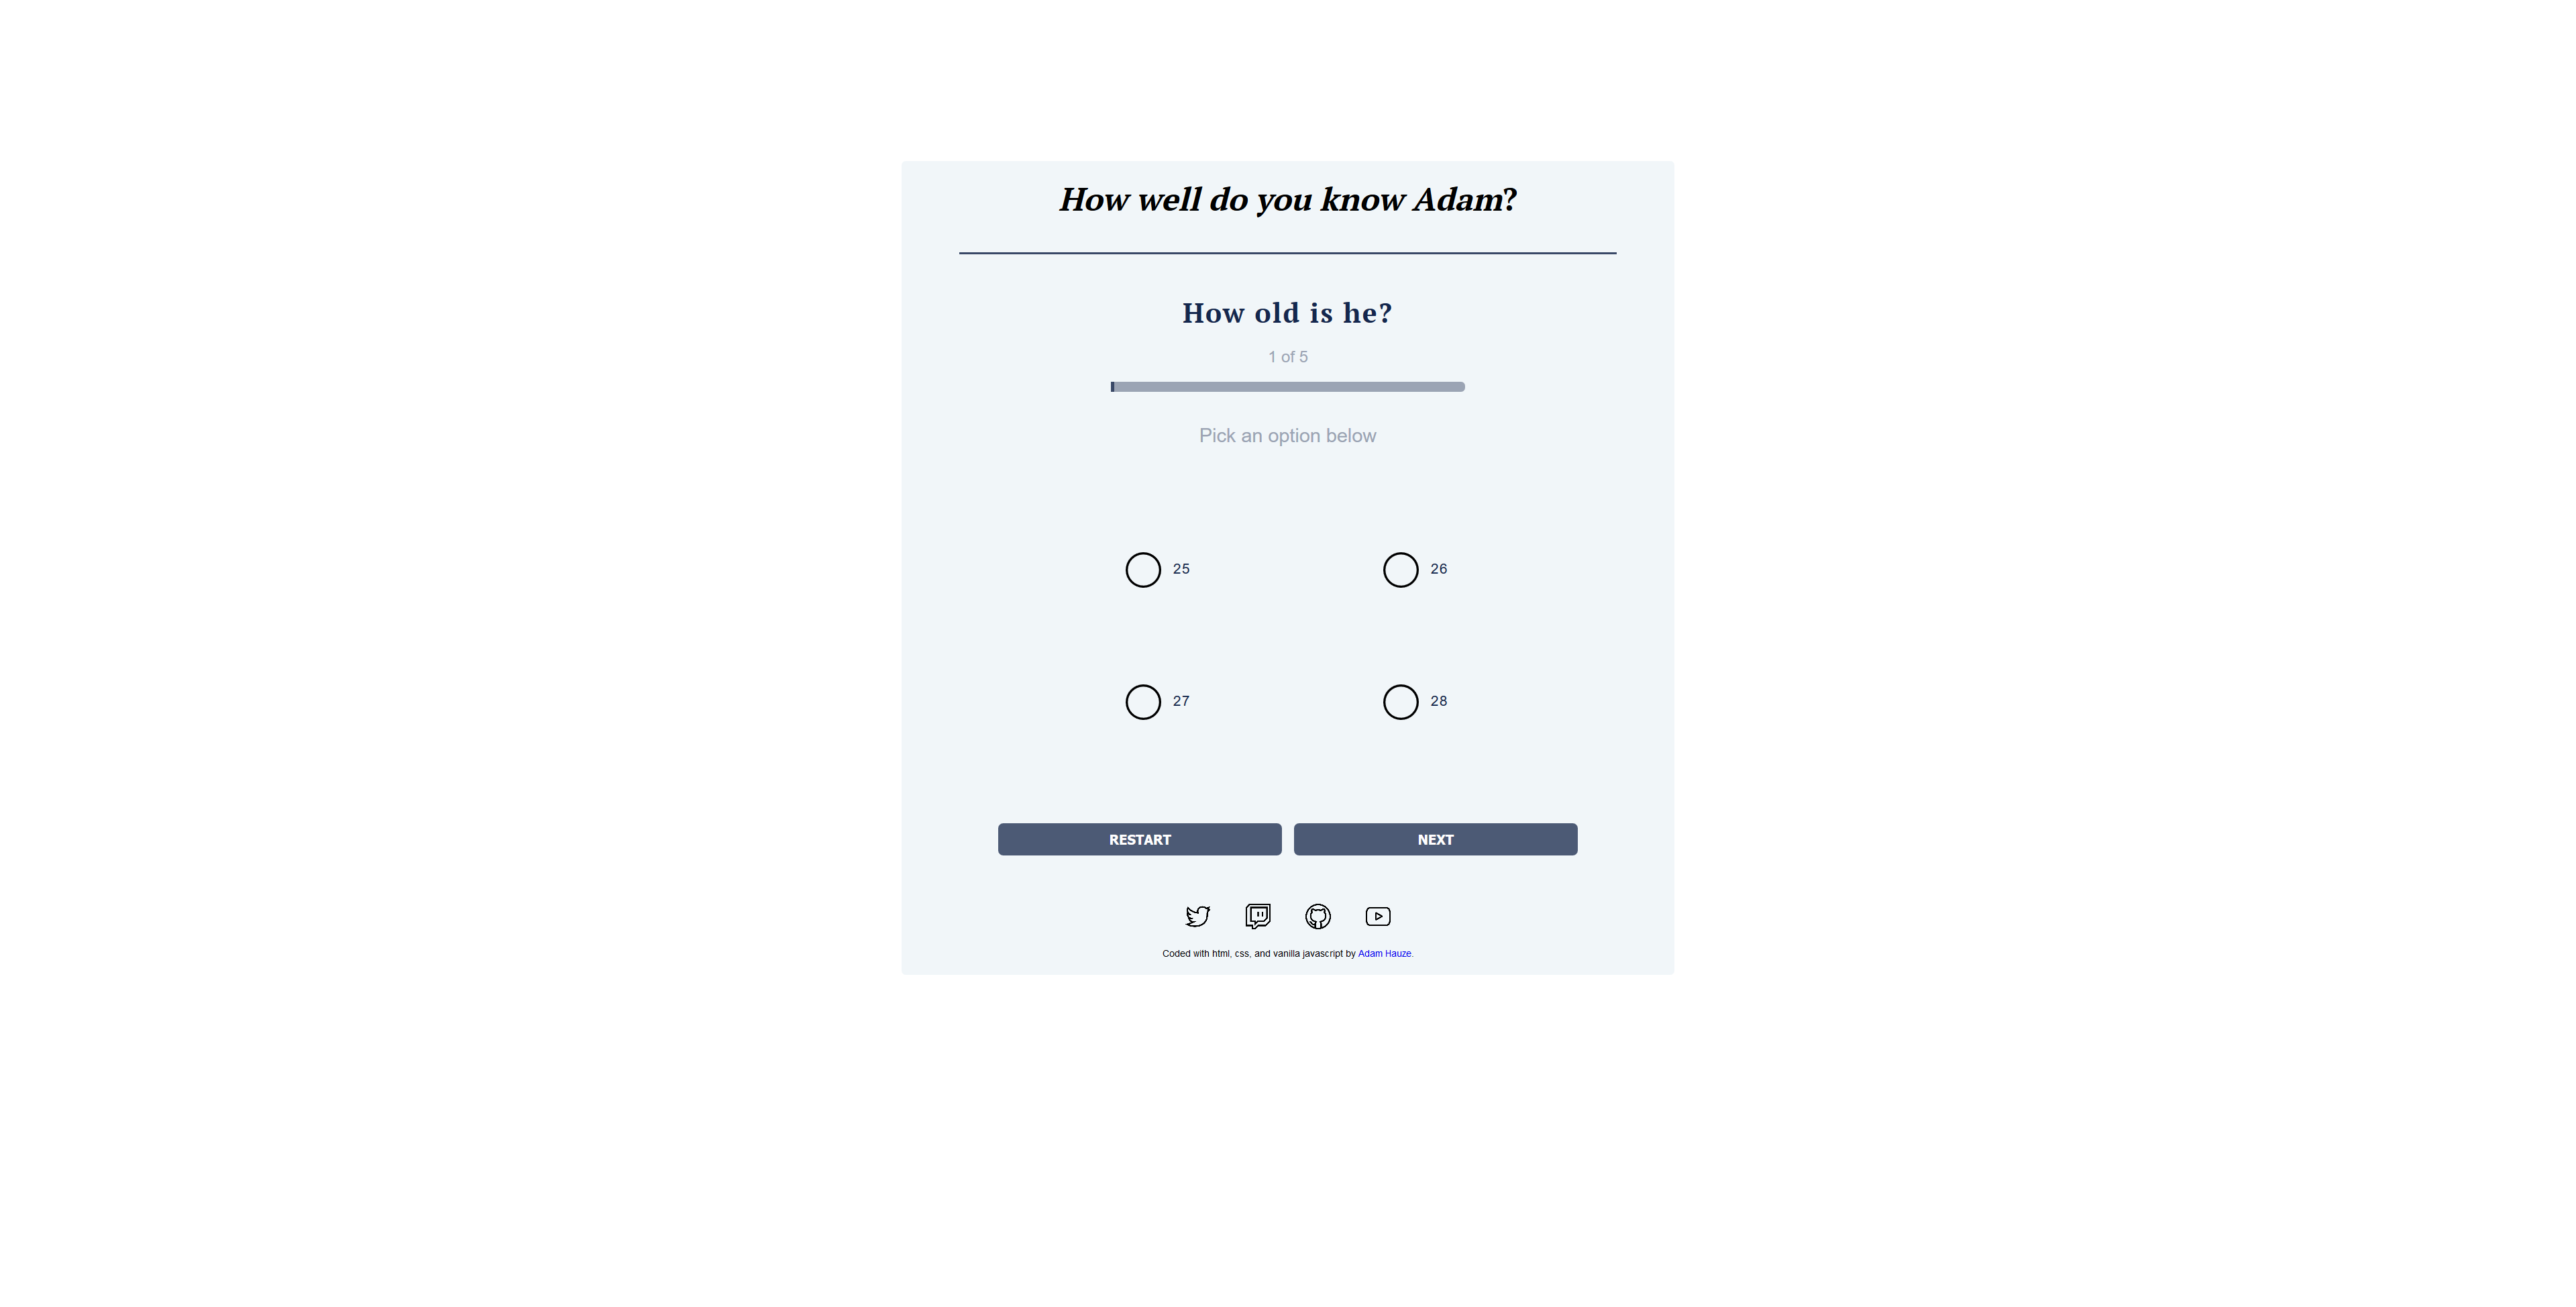 How well do you know Adam?
How old is he?
1 of 5
Pick an option below
25
26
27
28
RESTART
NEXT
Coded with html, css, and vanilla javascript by Adam Hauze.